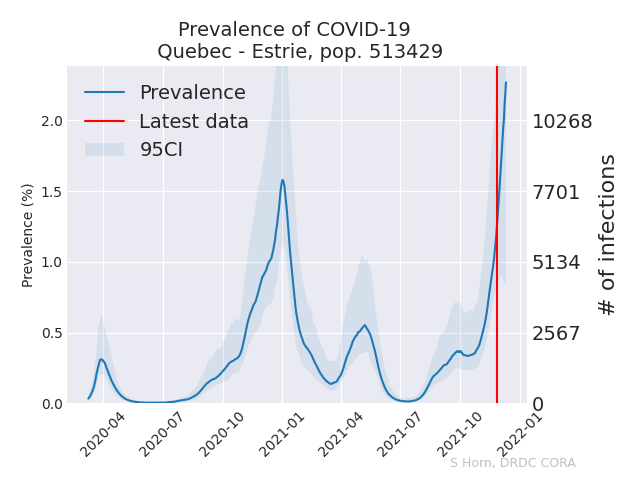 Prevalence of COVID-19
Quebec - Estrie, pop. 513429
Prevalence
Latest data
95CI
Prevalence (%)
2.0
1.5
1.0
0.5
0.0
10268
7701
5134
2567
0
# of infections
2020-04
2020-07
2020-10
2021-01
2021-04
2021-07
2021-10
2022-01
S Horn, DRDC CORA